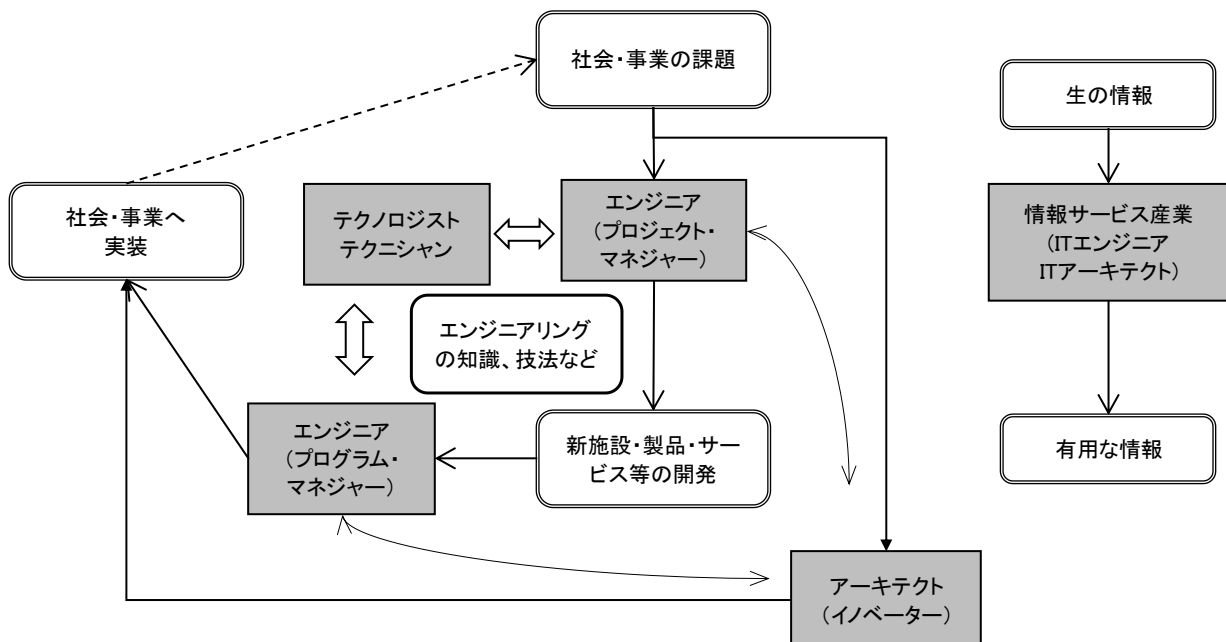 社会・事業の課題
生の情報
社会・事業へ
実装
テクノロジスト
テクニシャン
エンジニア
(プロジェクト・
マネジャー)
情報サービス産業
(ITエンジニア
ITアーキテクト)
エンジニアリング
の知識、技法など
エンジニア
(プログラム・
マネジャー)
新施設・製品・サー
ビス等の開発
有用な情報
アーキテクト
(イノベーター)